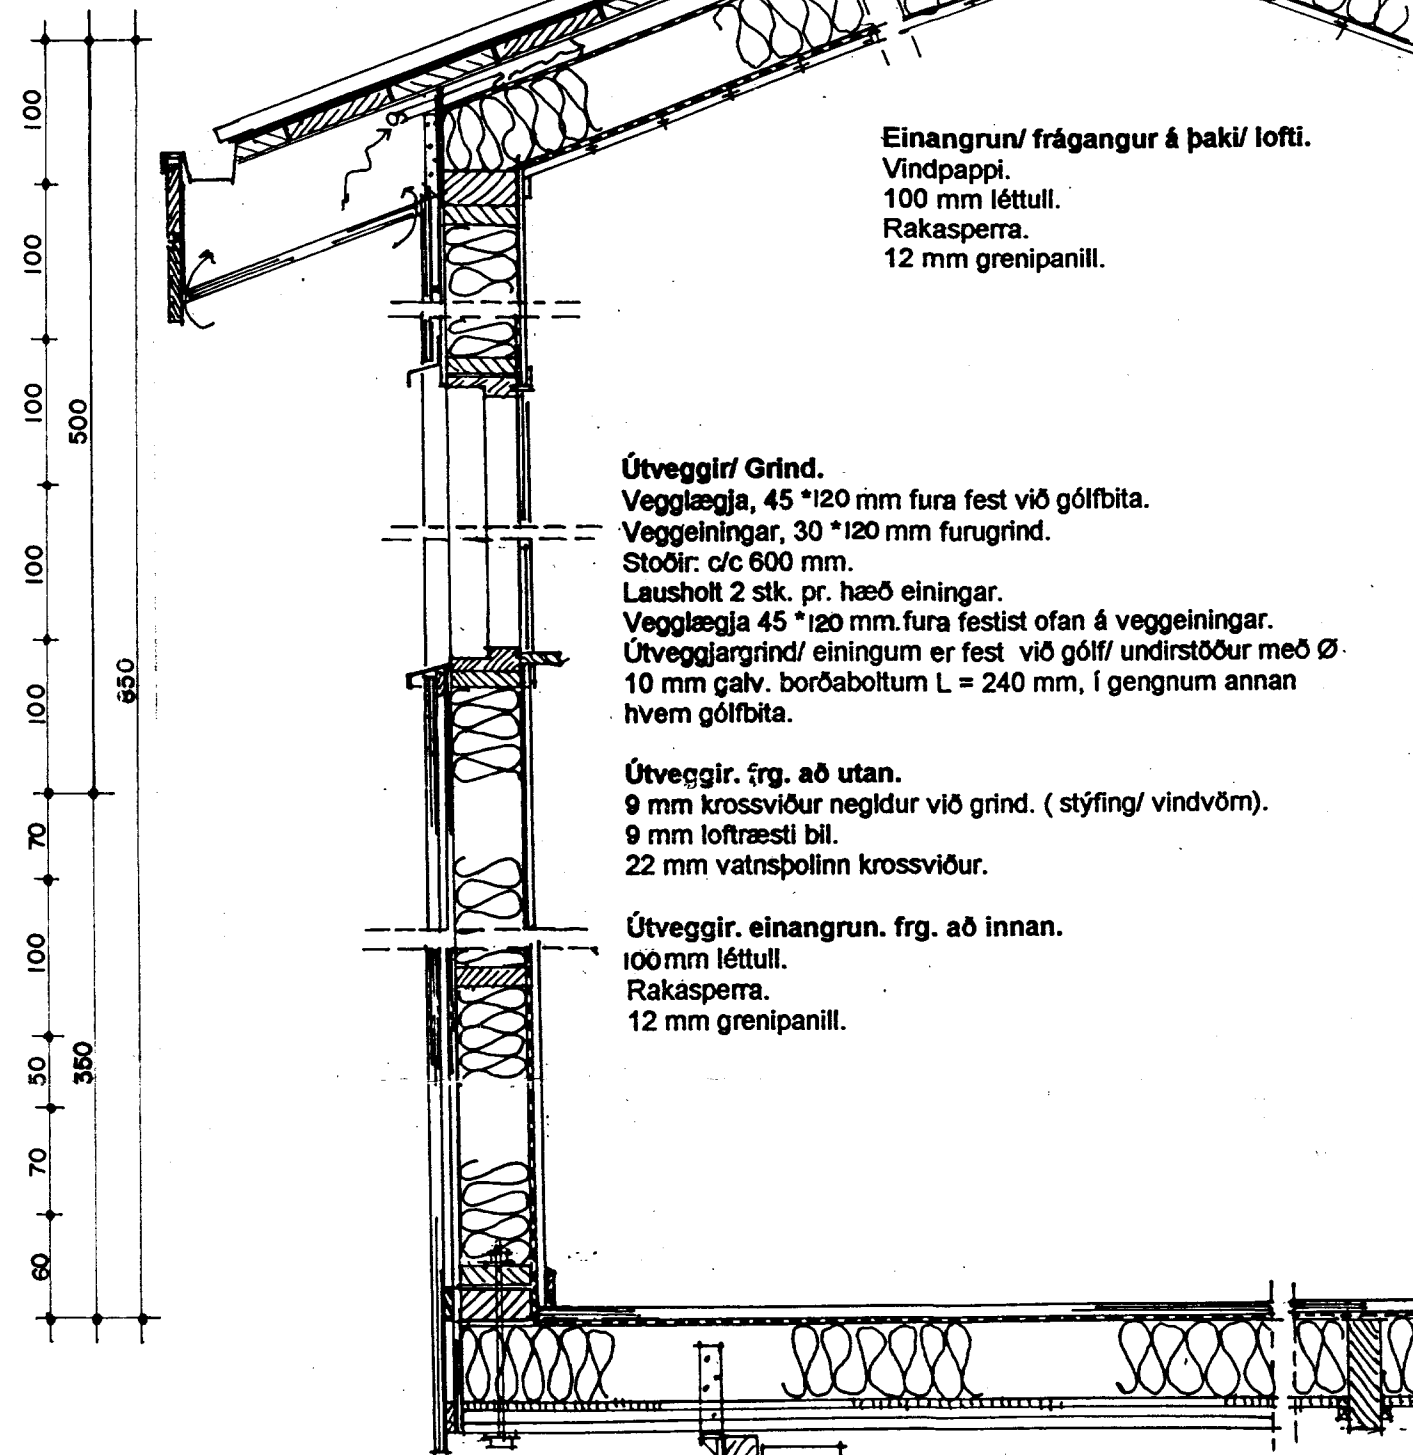 100
100
100
100
100
70
100
50
70
60
500
350
850
Einangrun/ frágangur á þaki/ lofti.
Vindpappi.
100 mm léttull.
Rakasperra.
12 mm grenipanill.
Útveggir/ Grind.
Vegglægja, 45 *120 mm fura fest við gólfbita.
Veggeiningar, 30 *120 mm furugrind.
Stoðir: c/c 600 mm.
Lausholt 2 stk. pr. hæð einingar.
Vegglægja 45 *120 mm.fura festist ofan á veggeiningar.
Útveggjargrind/ einingum er fest við gólf/ undirstöður með Ø
10 mm galv. borðaboltum L = 240 mm, í gengnum annan
hvern gólfbita.
Útveggir. frg. að utan.
9 mm krossviður negldur við grind. ( stýfing/ vindvörn).
9 mm loftræsti bil.
22 mm vatnsþolinn krossviður.
Útveggir. einangrun. frg. að innan.
100 mm léttull.
Rakasperra.
12 mm grenipanill.